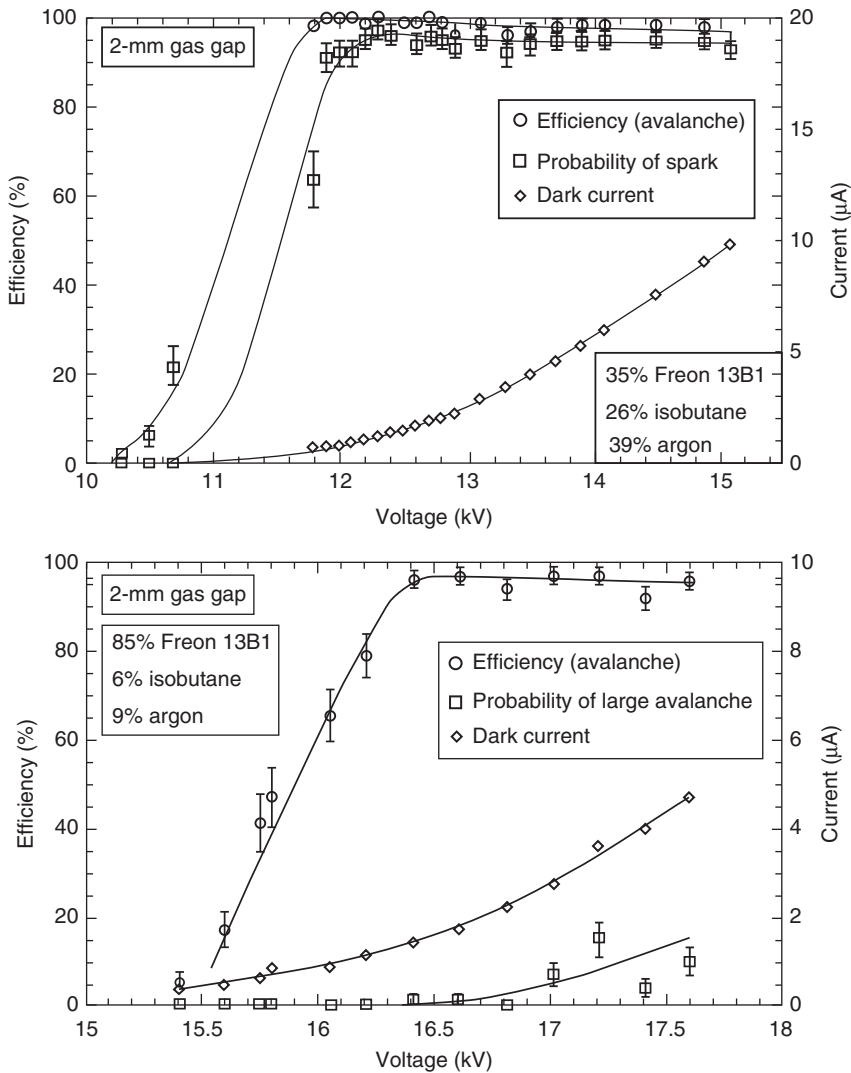 100
80
60
40
20
0
Efficiency (%)
2-mm gas gap
Efficiency (avalanche)
Probability of spark
Dark current
35% Freon 13B1
26% isobutane
39% argon
20
15
10
5
0
Current (μA)
10
11
12
13
14
15
Voltage (kV)
100
80
60
40
20
0
Efficiency (%)
2-mm gas gap
85% Freon 13B1
6% isobutane
9% argon
Efficiency (avalanche)
Probability of large avalanche
Dark current
10
8
6
4
2
0
Current (μA)
15
15.5
16
16.5
17
17.5
18
Voltage (kV)